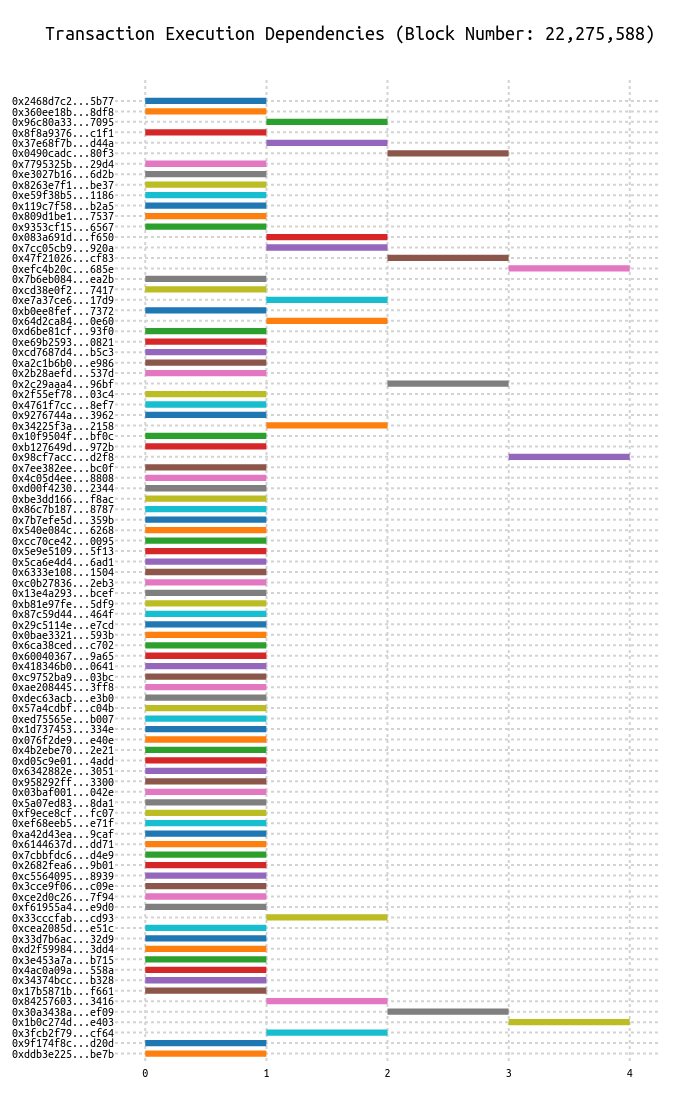 Transaction Execution Dependencies (Block Number: 22,275,588)
0x2468d7c2...5b77
0x360ee18b...8df8
0x96c80a33...7095
0x8f8a9376...c1f1
0x37e68f7b...d44a
0x0490cadc...80f3
0x7795325b...29d4
0xe3027b16...6d2b
0x8263e7f1...be37
0xe59f38b5...1186
0x119c7f58...b2a5
0x809d1be1...7537
0x9353cf15...6567
0x083a691d...f650
0x7cc05cb9...920a
0x47f21026...cf83
0xefc4b20c...685e
0x7b6eb084...ea2b
0xcd38e0f2...7417
0xe7a37ce6...17d9
0xb0ee8fef...7372
0x64d2ca84...0e60
0xd6be81cf...93f0
0xe69b2593...0821
0xcd7687d4...b5c3
0xa2c1b6b0...e986
0x2b28aefd...537d
0x2c29aaa4...96bf
0x2f55ef78...03c4
0x4761f7cc...8ef7
0x9276744a...3962
0x34225f3a...2158
0x10f9504f...bf0c
0xb127649d...972b
0x98cf7acc...d2f8
0x7ee382ee...bc0f
0x4c05d4ee...8808
0xd00f4230...2344
0xbe3dd166...f8ac
0x86c7b187...8787
0x7b7efe5d...359b
0x540e084c...6268
0xcc70ce42...0095
0x5e9e5109...5f13
0x5ca6e4d4...6ad1
0x6333e108...1504
0xc0b27836...2eb3
0x13e4a293...bcef
0xb81e97fe...5df9
0x87c59d44...464f
0x29c5114e...e7cd
0x0bae3321...593b
0x6ca38ced...c702
0x60040367...9a65
0x418346b0...0641
0xc9752ba9...03bc
0xae208445...3ff8
0xdec63acb...e3b0
0x57a4cdbf...c04b
0xed75565e...b007
0x1d737453...334e
0x076f2de9...e40e
0x4b2ebe70...2e21
0xd05c9e01...4add
0x6342882e...3051
0x958292ff...3300
0x03baf001...042e
0x5a07ed83...8da1
0xf9ece8cf...fc07
0xef68eeb5...e71f
0xa42d43ea...9caf
0x6144637d...dd71
0x7cbbfdc6...d4e9
0x2682fea6...9b01
0xc5564095...8939
0x3cce9f06...c09e
0xce2d0c26...7f94
0xf61955a4...e9d0
0x33cccfab...cd93
0xcea2085d...e51c
0x33d7b6ac...32d9
0xd2f59984...3dd4
0x3e453a7a...b715
0x4ac0a09a...558a
0x34374bcc...b328
0x17b5871b...f661
0x84257603...3416
0x30a3438a...ef09
0x1b0c274d...e403
0x3fcb2f79...cf64
0x9f174f8c...d20d
0xddb3e225...be7b
0 1 2 3 4